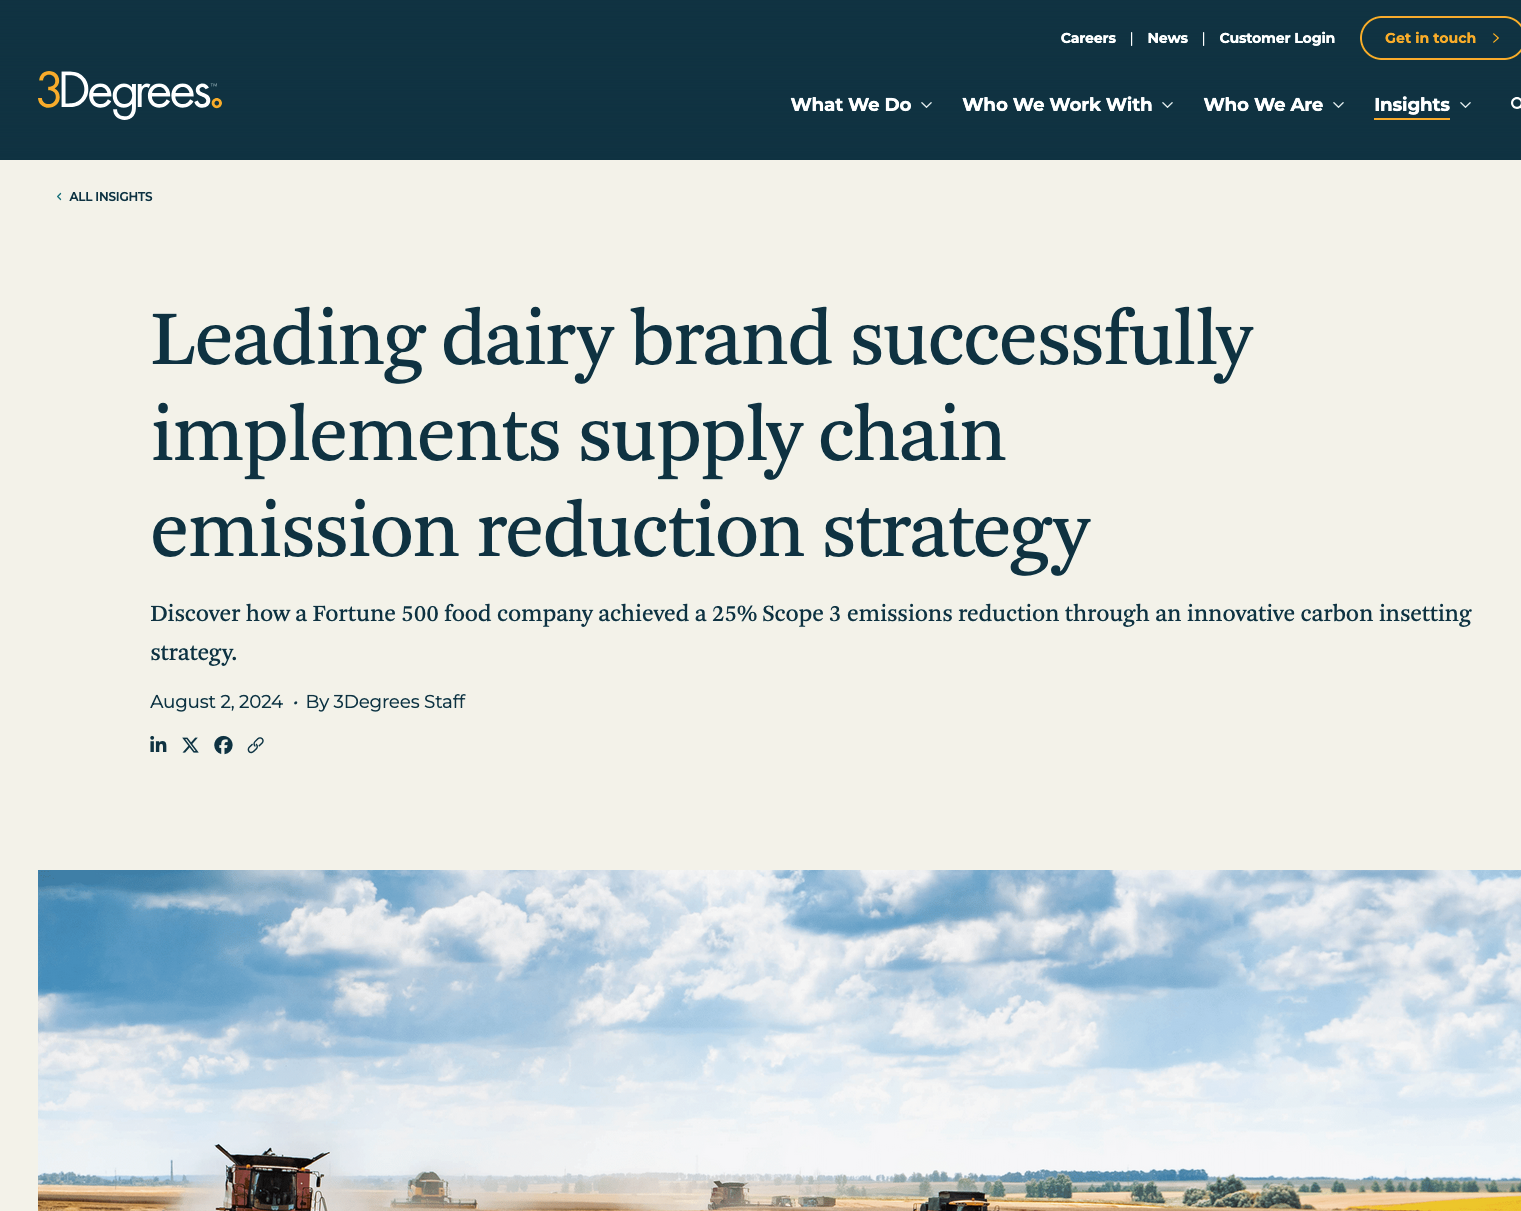 Careers | News | Customer Login
Get in touch
3Degrees™
What We Do
Who We Work With
Who We Are
Insights
ALL INSIGHTS
Leading dairy brand successfully
implements supply chain
emission reduction strategy
Discover how a Fortune 500 food company achieved a 25% Scope 3 emissions reduction through an innovative carbon insetting
strategy.
August 2, 2024 • By 3Degrees Staff